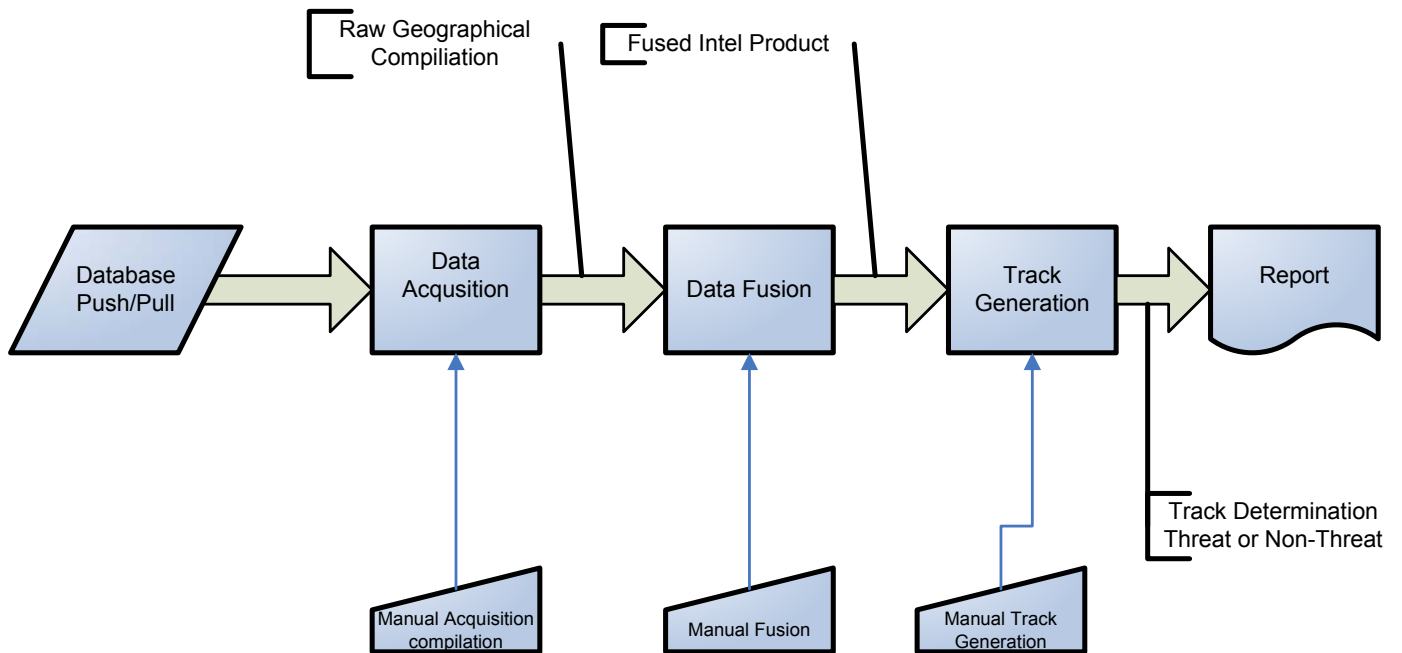 Raw Geographical
Compiliation
Fused Intel Product
Database
Push/Pull
Data
Acqusition
Data Fusion
Track
Generation
Report
Track Determination
Threat or Non-Threat
Manual Acquisition
compilation
Manual Fusion
Manual Track
Generation